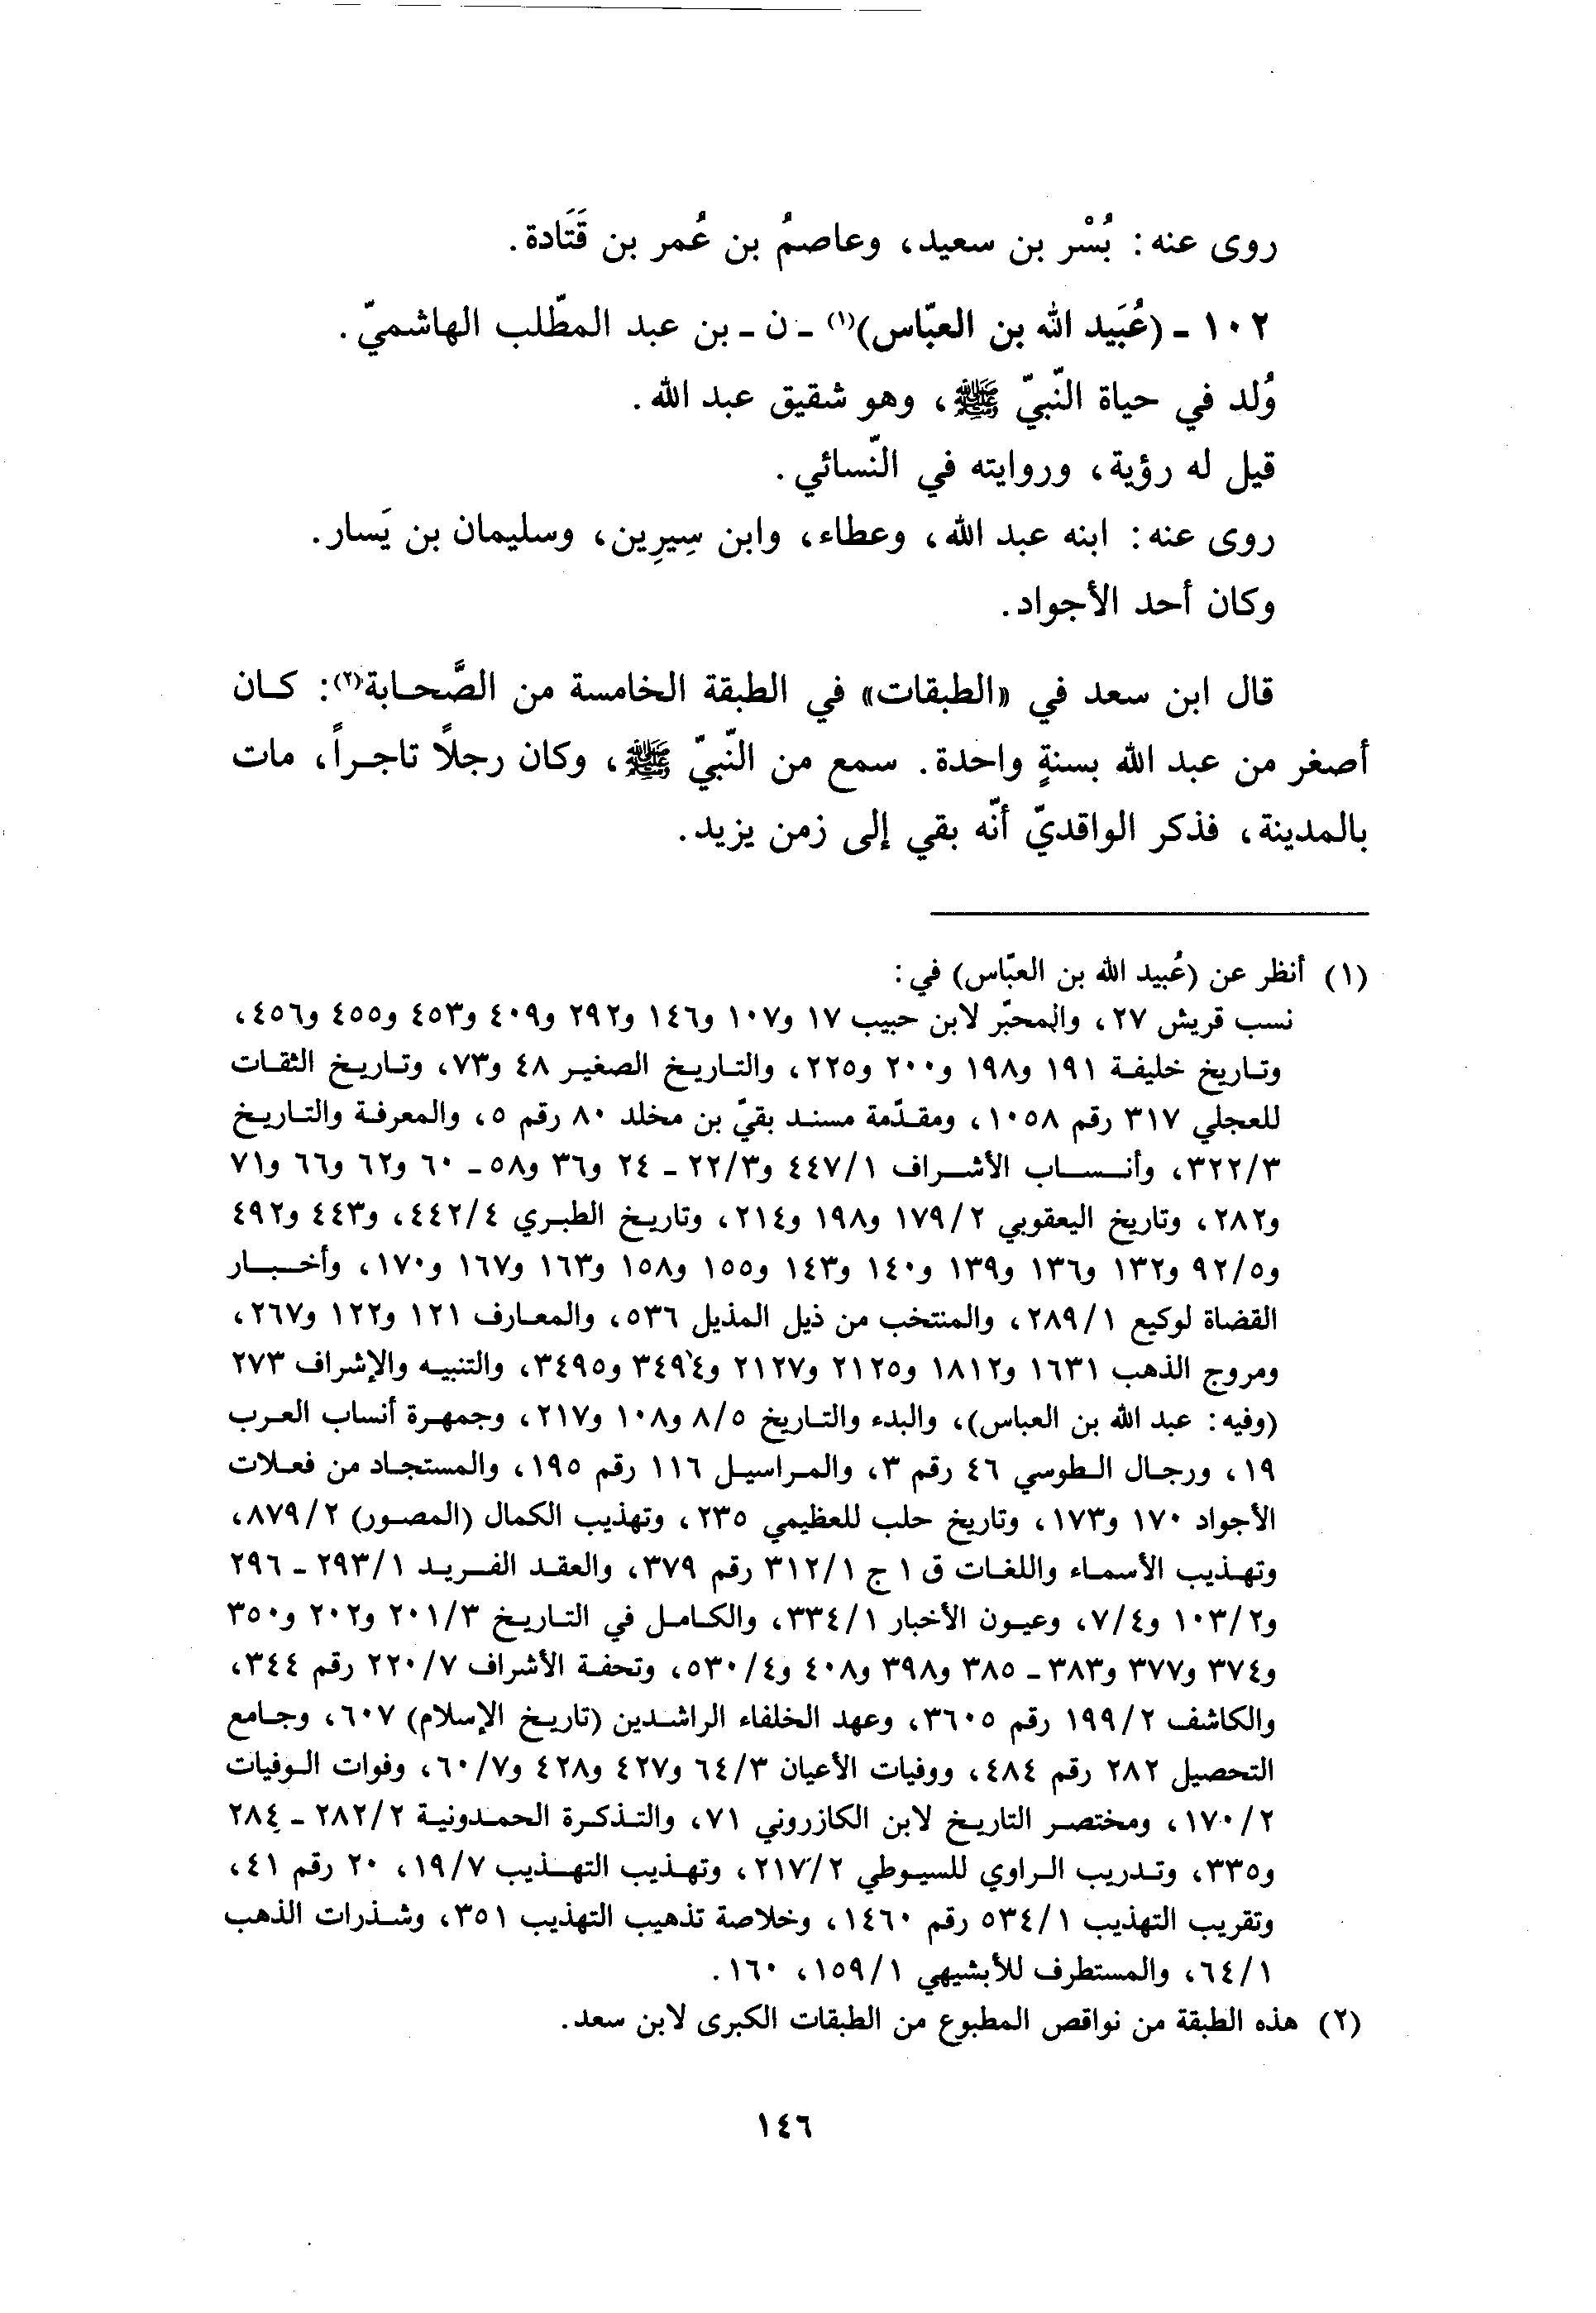 روى عنه: بُسْر بن سعيد، وعاصمُ بن عُمر بن قَتَادة.
١٠٢ - (عُبَيد الله بن العبّاس)(١) - ن - بن عبد المطّلب الهاشميّ.
وُلد في حياة النّبيّ ﷺ، وهو شقيق عبد الله.
قيل له رؤية، وروايته في النّسائي.
روى عنه: ابنه عبد الله، وعطاء، وابن سِيرِين، وسليمان بن يَسار.
وكان أحد الأجواد.
قال ابن سعد في «الطبقات» في الطبقة الخامسة من الصَّحابة(٢): كان
أصغر من عبد الله بسنةٍ واحدة. سمع من النّبيّ ﷺ، وكان رجلاً تاجراً، مات
بالمدينة، فذكر الواقديّ أنّه بقي إلى زمن يزيد.
(١) أنظر عن (عُبيد الله بن العبّاس) في:
نسب قريش ٢٧، والمحبّر لابن حبيب ١٧ و١٠٧ و١٤٦ و٢٩٢ و٤٠٩ و٤٥٣ و٤٥٥ و٤٥٦،
وتاريخ خليفة ١٩١ و١٩٨ و٢٠٠ و٢٢٥، والتاريخ الصغير ٤٨ و٧٣، وتاريخ الثقات
للعجلي ٣١٧ رقم ١٠٥٨، ومقدّمة مسند بقيّ بن مخلد ٨٠ رقم ٥، والمعرفة والتاريخ
٣٢٢/٣، وأنساب الأشراف ٤٤٧/١ و٢٢/٣ - ٢٤ و٣٦ و٥٨ - ٦٠ و٦٢ و٦٦ و٧١
و٢٨٢، وتاريخ اليعقوبي ١٧٩/٢ و١٩٨ و٢١٤، وتاريخ الطبري ٤٤٢/٤، و٤٤٣ و٤٩٢
و٩٢/٥ و١٣٢ و١٣٦ و١٣٩ و١٤٠ و١٤٣ و١٥٥ و١٥٨ و١٦٣ و١٦٧ و١٧٠، وأخبار
القضاة لوكيع ٢٨٩/١، والمنتخب من ذيل المذيل ٥٣٦، والمعارف ١٢١ و١٢٢ و٢٦٧،
ومروج الذهب ١٦٣١ و١٨١٢ و٢١٢٥ و٢١٢٧ و٣٤٩٤ و٣٤٩٥، والتنبيه والإشراف ٢٧٣
(وفيه: عبد الله بن العباس)، والبدء والتاريخ ٨/٥ و١٠٨ و٢١٧، وجمهرة أنساب العرب
١٩، ورجال الطوسي ٤٦ رقم ٣، والمراسيل ١١٦ رقم ١٩٥، والمستجاد من فعلات
الأجواد ١٧٠ و١٧٣، وتاريخ حلب للعظيمي ٢٣٥، وتهذيب الكمال (المصور) ٨٧٩/٢،
وتهذيب الأسماء واللغات ق ١ ج ٣١٢/١ رقم ٣٧٩، والعقد الفريد ٢٩٣/١ - ٢٩٦
و١٠٣/٢ و٧/٤، وعيون الأخبار ٣٣٤/١، والكامل في التاريخ ٢٠١/٣ و٢٠٢ و٣٥٠
و٣٧٤ و٣٧٧ و٣٨٣ - ٣٨٥ و٣٩٨ و٤٠٨ و٥٣٠/٤، وتحفة الأشراف ٢٢٠/٧ رقم ٣٤٤،
والكاشف ١٩٩/٢ رقم ٣٦٠٥، وعهد الخلفاء الراشدين (تاريخ الإسلام) ٦٠٧، وجامع
التحصيل ٢٨٢ رقم ٤٨٤، ووفيات الأعيان ٦٤/٣ و٤٢٧ و٤٢٨ و٦٠/٧، وفوات الوفيات
١٧٠/٢، ومختصر التاريخ لابن الكازروني ٧١، والتذكرة الحمدونية ٢٨٢/٢ - ٢٨٤
و٣٣٥، وتدريب الراوي للسيوطي ٢١٧/٢، وتهذيب التهذيب ١٩/٧، ٢٠ رقم ٤١،
وتقريب التهذيب ٥٣٤/١ رقم ١٤٦٠، وخلاصة تذهيب التهذيب ٣٥١، وشذرات الذهب
٦٤/١، والمستطرف للأبشيهي ١٥٩/١، ١٦٠.
(٢) هذه الطبقة من نواقص المطبوع من الطبقات الكبرى لابن سعد.
١٤٦